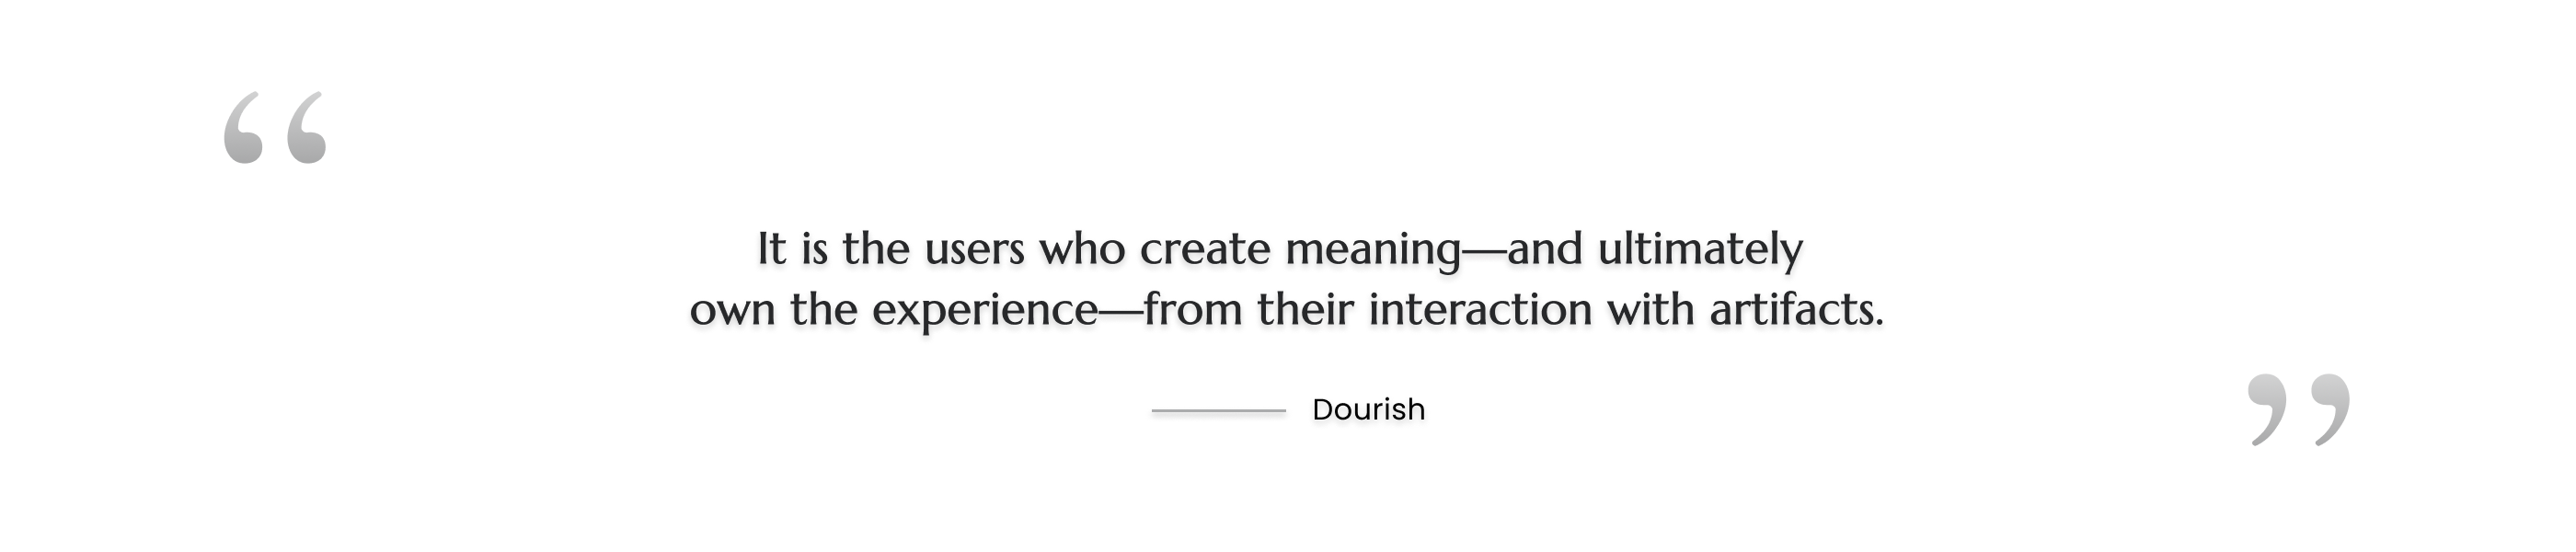 “
It is the users who create meaning—and ultimately
own the experience—from their interaction with artifacts.
Dourish
”